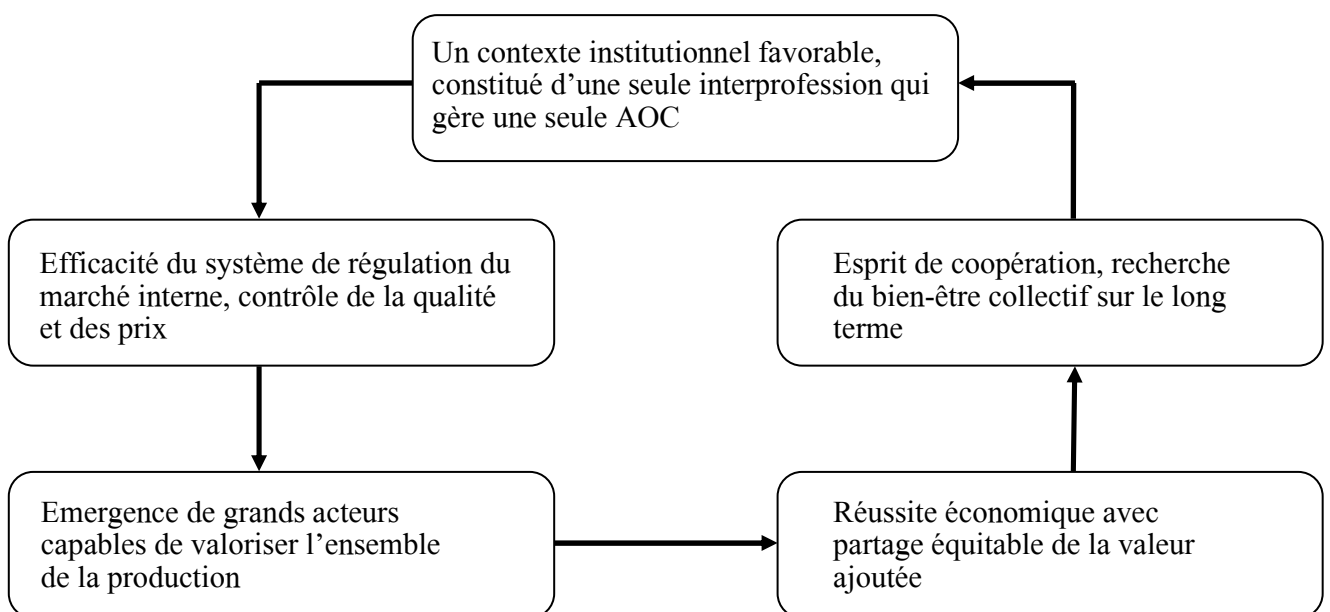 Un contexte institutionnel favorable,
constitué d’une seule interprofession qui
gère une seule AOC
Efficacité du système de régulation du
marché interne, contrôle de la qualité
et des prix
Esprit de coopération, recherche
du bien-être collectif sur le long
terme
Emergence de grands acteurs
capables de valoriser l’ensemble
de la production
Réussite économique avec
partage équitable de la valeur
ajoutée